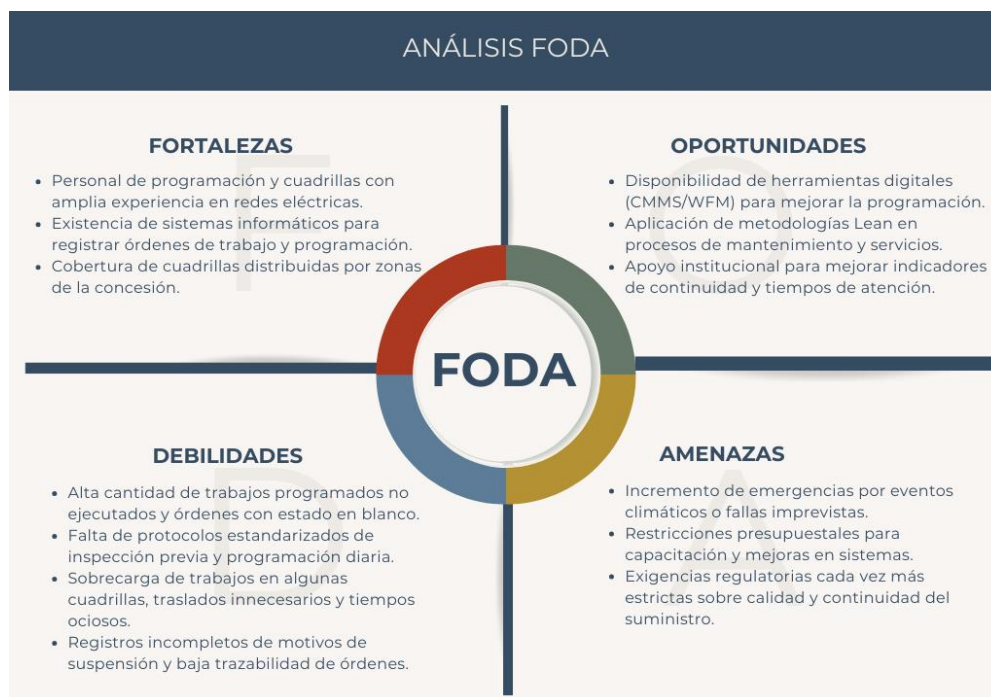 ANÁLISIS FODA
F
FORTALEZAS
• Personal de programación y cuadrillas con
amplia experiencia en redes eléctricas.
• Existencia de sistemas informáticos para
registrar órdenes de trabajo y programación.
• Cobertura de cuadrillas distribuidas por zonas
de la concesión.
O
OPORTUNIDADES
• Disponibilidad de herramientas digitales
(CMMS/WFM) para mejorar la programación.
• Aplicación de metodologías Lean en
procesos de mantenimiento y servicios.
• Apoyo institucional para mejorar indicadores
de continuidad y tiempos de atención.
FODA
D
DEBILIDADES
• Alta cantidad de trabajos programados no
ejecutados y órdenes con estado en blanco.
• Falta de protocolos estandarizados de
inspección previa y programación diaria.
• Sobrecarga de trabajos en algunas
cuadrillas, traslados innecesarios y tiempos
ociosos.
• Registros incompletos de motivos de
suspensión y baja trazabilidad de órdenes.
A
AMENAZAS
• Incremento de emergencias por eventos
climáticos o fallas imprevistas.
• Restricciones presupuestales para
capacitación y mejoras en sistemas.
• Exigencias regulatorias cada vez más
estrictas sobre calidad y continuidad del
suministro.